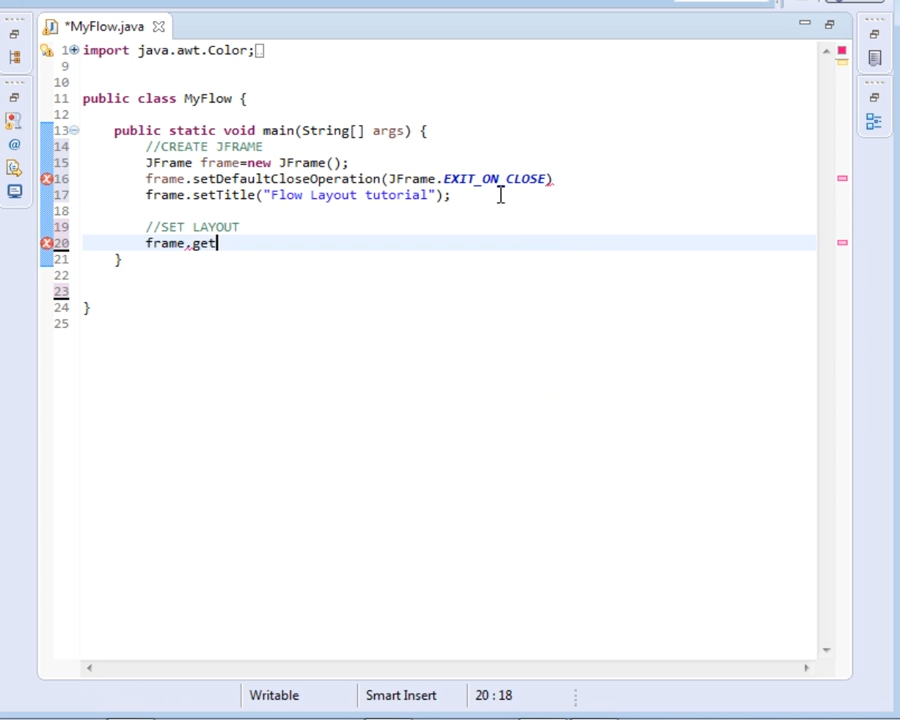 *MyFlow.java
1 import java.awt.Color;
9
10
11 public class MyFlow {
12
13 public static void main(String[] args) {
14 //CREATE JFRAME
15 JFrame frame=new JFrame();
16 frame.setDefaultCloseOperation(JFrame.EXIT_ON_CLOSE)
17 frame.setTitle("Flow Layout tutorial");
18
19 //SET LAYOUT
20 frame.get
21 }
22
23
24 }
25
Writable Smart Insert 20 : 18